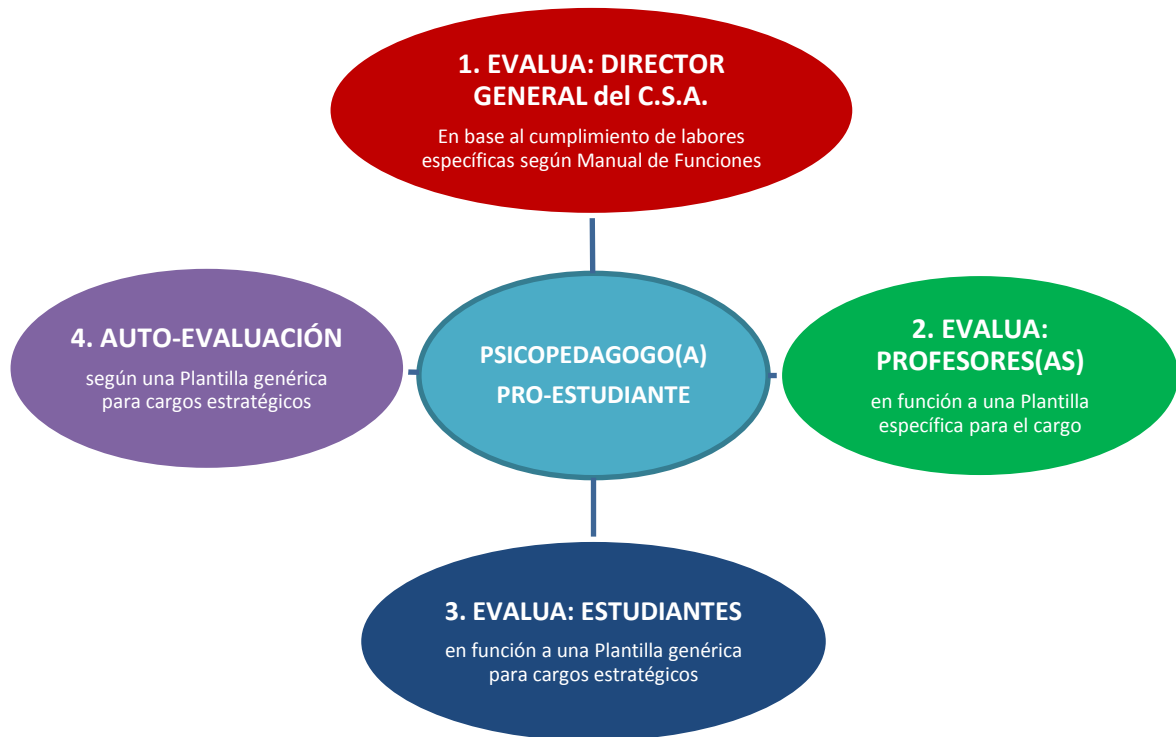 1. EVALUA: DIRECTOR
GENERAL del C.S.A.
En base al cumplimiento de labores
específicas según Manual de Funciones
4. AUTO-EVALUACIÓN
según una Plantilla genérica
para cargos estratégicos
PSICOPEDAGOGO(A)
PRO-ESTUDIANTE
2. EVALUA:
PROFESORES(AS)
en función a una Plantilla
específica para el cargo
3. EVALUA: ESTUDIANTES
en función a una Plantilla genérica
para cargos estratégicos